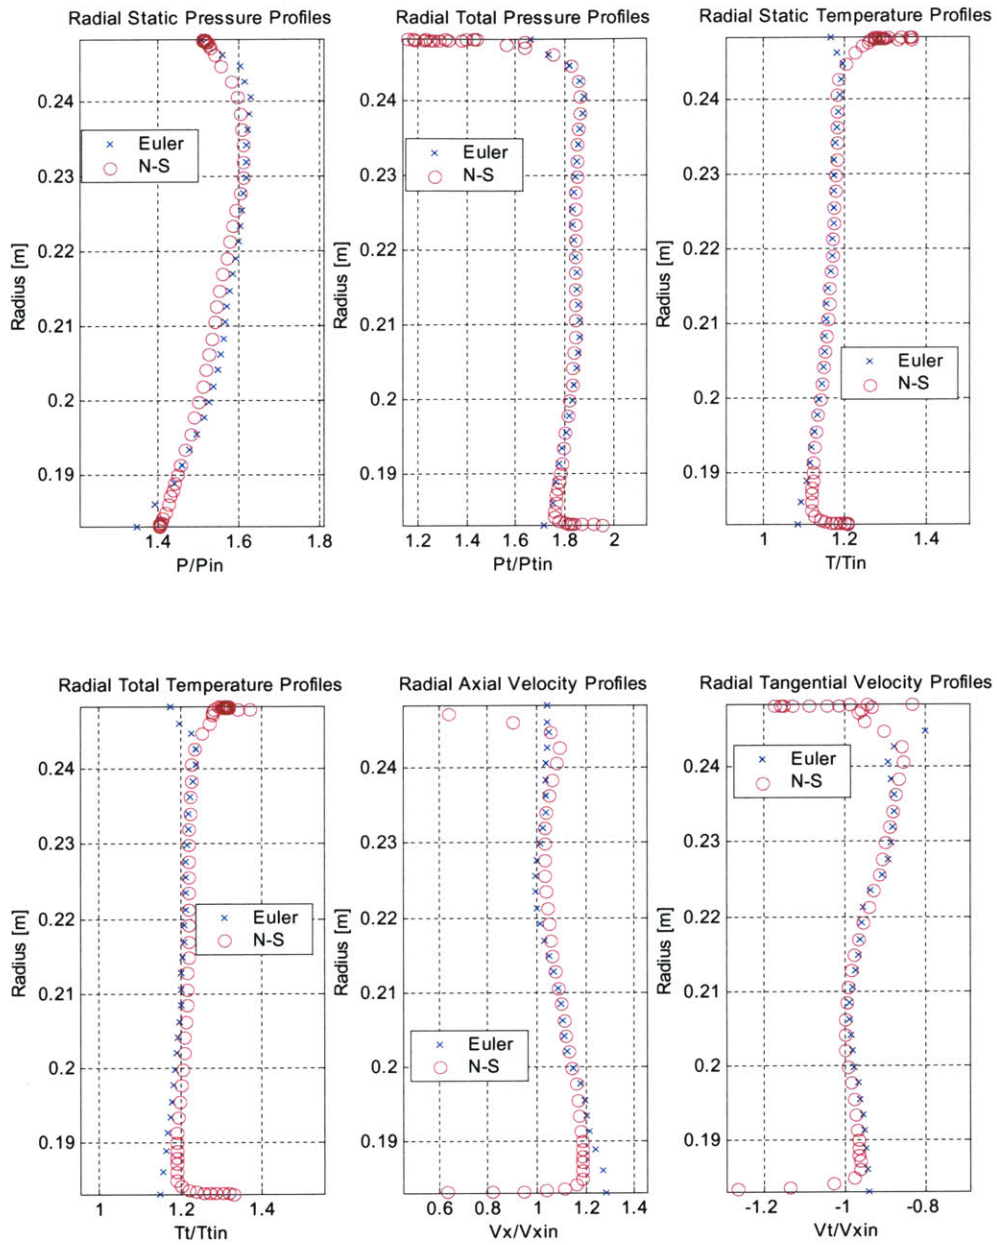 Radial Static Pressure Profiles
0.24
0.23
0.22
0.21
0.2
0.19
Radius [m]
× Euler
○ N-S
1.4 1.6 1.8
P/Pin
Radial Total Pressure Profiles
0.24
0.23
0.22
0.21
0.2
0.19
Radius [m]
× Euler
○ N-S
1.2 1.4 1.6 1.8 2
Pt/Ptin
Radial Static Temperature Profiles
0.24
0.23
0.22
0.21
0.2
0.19
Radius [m]
× Euler
○ N-S
1 1.2 1.4
T/Tin
Radial Total Temperature Profiles
0.24
0.23
0.22
0.21
0.2
0.19
Radius [m]
× Euler
○ N-S
1 1.2 1.4
Tt/Ttin
Radial Axial Velocity Profiles
0.24
0.23
0.22
0.21
0.2
0.19
Radius [m]
× Euler
○ N-S
0.6 0.8 1 1.2 1.4
Vx/Vxin
Radial Tangential Velocity Profiles
0.24
0.23
0.22
0.21
0.2
0.19
Radius [m]
× Euler
○ N-S
-1.2 -1 -0.8
Vt/Vxin